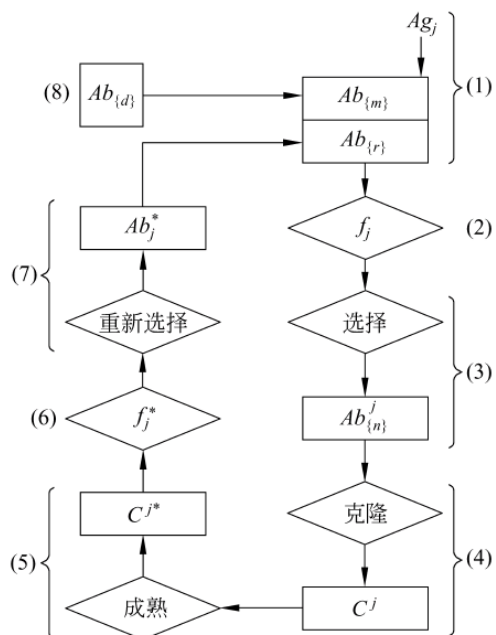 Ag_j
(1)
(8)
Ab_{d}
Ab_{m}
Ab_{r}
Ab_j^*
f_j
(2)
(7)
重新选择
选择
(3)
(6)
f_j^*
Ab_{n}^j
C^{j*}
克隆
(5)
(4)
成熟
C^j